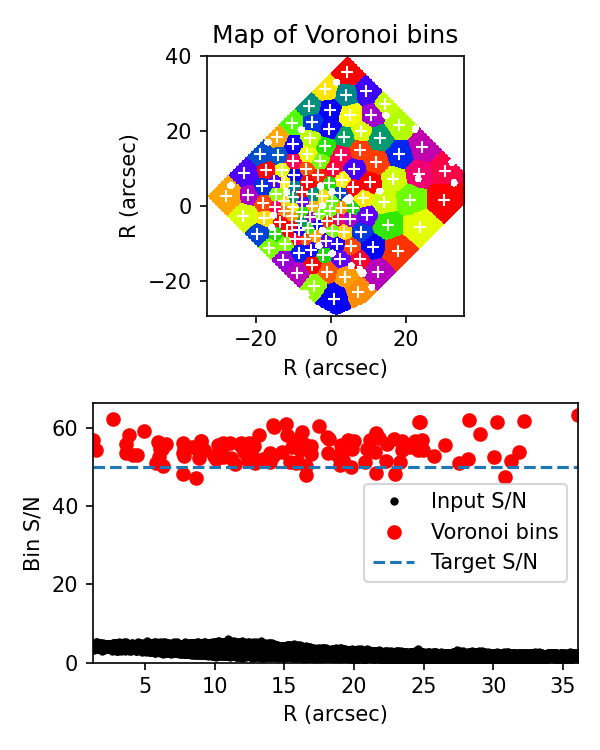 Map of Voronoi bins
40
20
0
−20
R (arcsec)
−20 0 20
R (arcsec)
60
40
20
0
Bin S/N
Input S/N
Voronoi bins
Target S/N
5 10 15 20 25 30 35
R (arcsec)